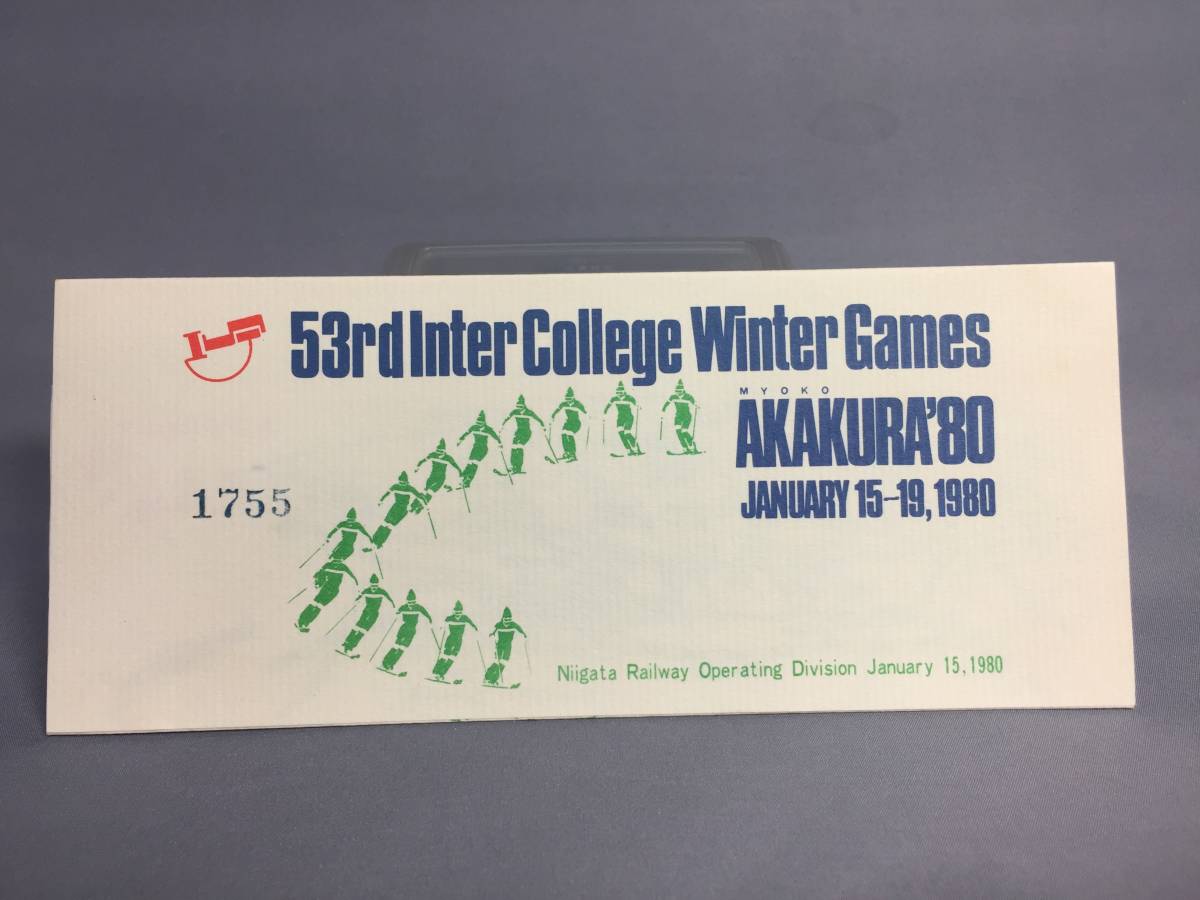 53rd Inter College Winter Games
MYOKO
AKAKURA'80
JANUARY 15-19, 1980
1755
Niigata Railway Operating Division January 15, 1980